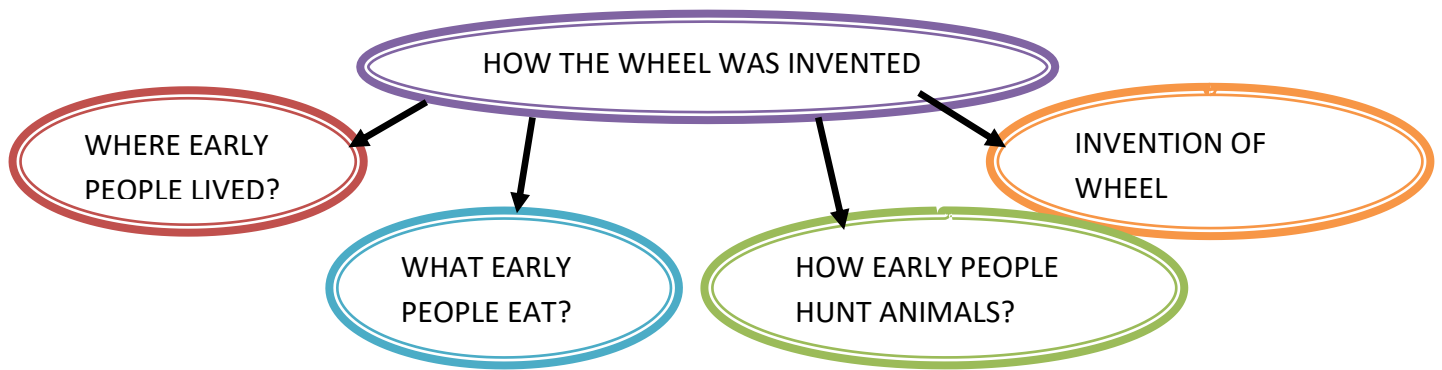 HOW THE WHEEL WAS INVENTED
WHERE EARLY
PEOPLE LIVED?
INVENTION OF
WHEEL
WHAT EARLY
PEOPLE EAT?
HOW EARLY PEOPLE
HUNT ANIMALS?